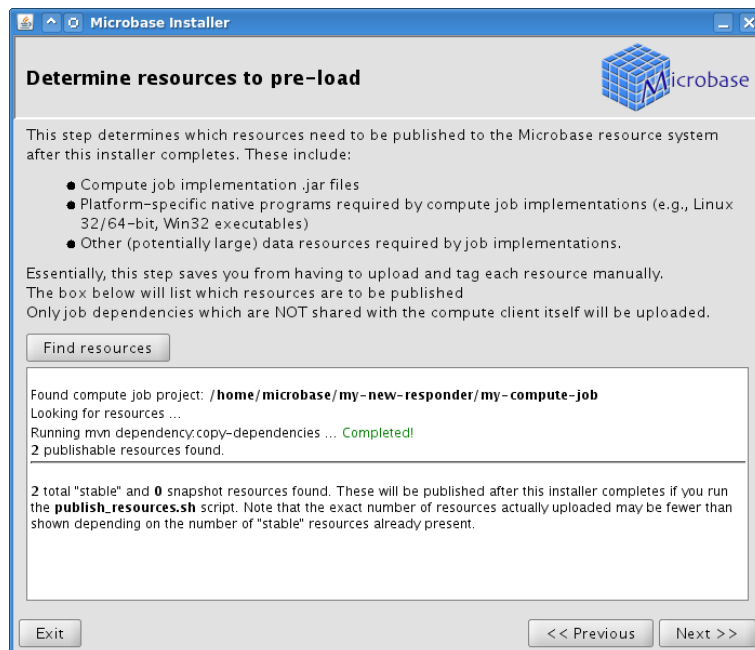 Microbase Installer
Determine resources to pre-load
Microbase
This step determines which resources need to be published to the Microbase resource system
after this installer completes. These include:
● Compute job implementation .jar files
● Platform-specific native programs required by compute job implementations (e.g., Linux
32/64-bit, Win32 executables)
● Other (potentially large) data resources required by job implementations.
Essentially, this step saves you from having to upload and tag each resource manually.
The box below will list which resources are to be published
Only job dependencies which are NOT shared with the compute client itself will be uploaded.
Find resources
Found compute job project: /home/microbase/my-new-responder/my-compute-job
Looking for resources ...
Running mvn dependency:copy-dependencies ... Completed!
2 publishable resources found.
2 total "stable" and 0 snapshot resources found. These will be published after this installer completes if you run
the publish_resources.sh script. Note that the exact number of resources actually uploaded may be fewer than
shown depending on the number of "stable" resources already present.
Exit
<< Previous
Next >>